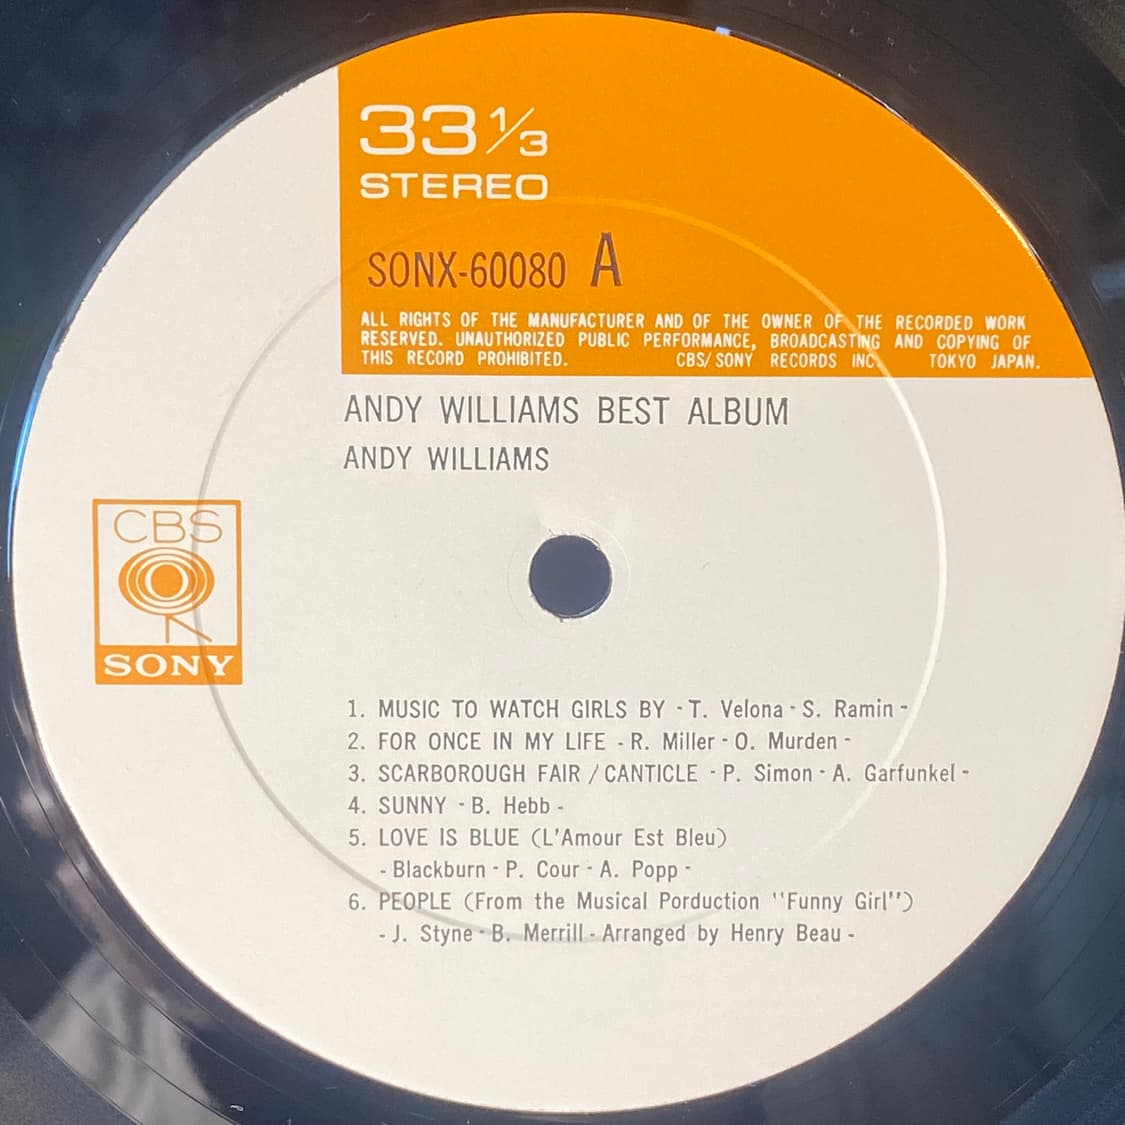 33 1/3
STEREO
SONX-60080 A
ALL RIGHTS OF THE MANUFACTURER AND OF THE OWNER OF THE RECORDED WORK
RESERVED. UNAUTHORIZED PUBLIC PERFORMANCE, BROADCASTING AND COPYING OF
THIS RECORD PROHIBITED. CBS/SONY RECORDS INC. TOKYO JAPAN.
ANDY WILLIAMS BEST ALBUM
ANDY WILLIAMS
CBS
SONY
1. MUSIC TO WATCH GIRLS BY - T. Velona - S. Ramin -
2. FOR ONCE IN MY LIFE - R. Miller - O. Murden -
3. SCARBOROUGH FAIR / CANTICLE - P. Simon - A. Garfunkel -
4. SUNNY - B. Hebb -
5. LOVE IS BLUE (L'Amour Est Bleu)
- Blackburn - P. Cour - A. Popp -
6. PEOPLE (From the Musical Porduction "Funny Girl")
- J. Styne - B. Merrill - Arranged by Henry Beau -